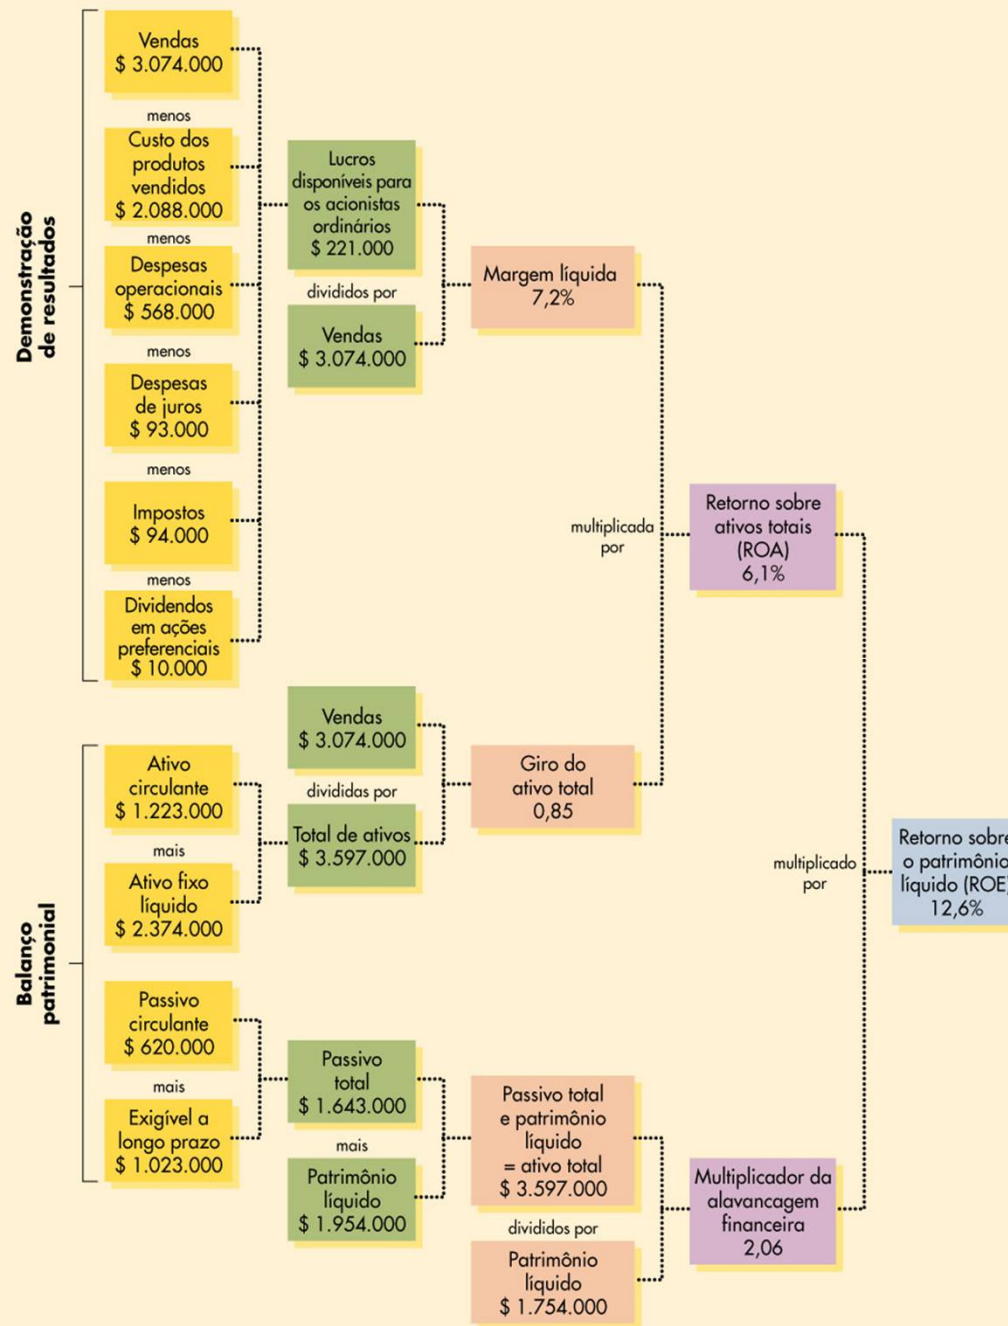 Demonstração
de resultados
Vendas
$ 3.074.000
menos
Custo dos
produtos
vendidos
$ 2.088.000
menos
Despesas
operacionais
$ 568.000
menos
Despesas
de juros
$ 93.000
menos
Impostos
$ 94.000
menos
Dividendos
em ações
preferenciais
$ 10.000
Lucros
disponíveis para
os acionistas
ordinários
$ 221.000
divididos por
Vendas
$ 3.074.000
Margem líquida
7,2%
multiplicada
por
Retorno sobre
ativos totais
(ROA)
6,1%
Balanço
patrimonial
Ativo
circulante
$ 1.223.000
mais
Ativo fixo
líquido
$ 2.374.000
Vendas
$ 3.074.000
divididas por
Total de ativos
$ 3.597.000
Giro do
ativo total
0,85
multiplicado
por
Retorno sobre
o patrimônio
líquido (ROE)
12,6%
Passivo
circulante
$ 620.000
mais
Exigível a
longo prazo
$ 1.023.000
Passivo
total
$ 1.643.000
mais
Patrimônio
líquido
$ 1.954.000
Passivo total
e patrimônio
líquido
= ativo total
$ 3.597.000
divididos por
Patrimônio
líquido
$ 1.754.000
Multiplicador da
alavancagem
financeira
2,06